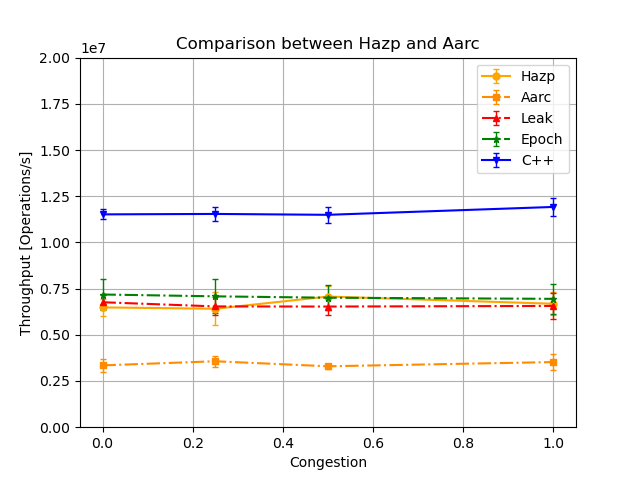 Comparison between Hazp and Aarc
1e7
2.00
1.75
1.50
1.25
1.00
0.75
0.50
0.25
0.00
Throughput [Operations/s]
0.0 0.2 0.4 0.6 0.8 1.0
Congestion
Hazp
Aarc
Leak
Epoch
C++